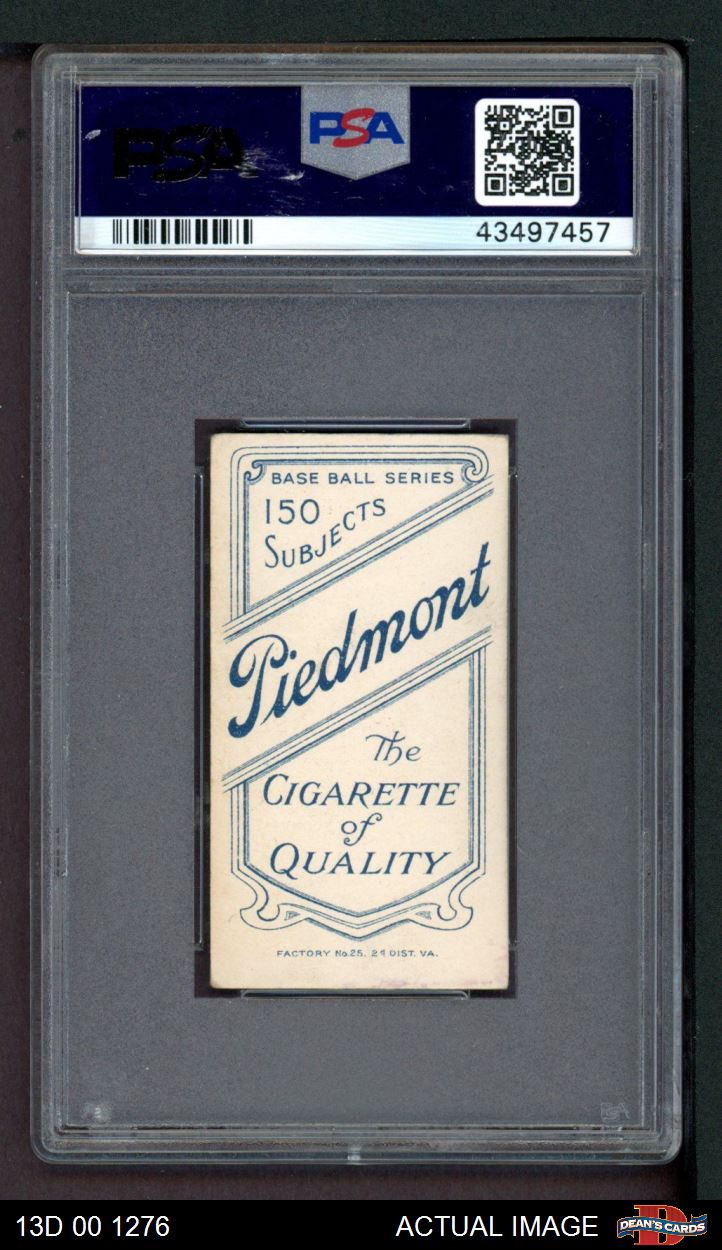 PSA
PSA
43497457
BASE BALL SERIES
150
SUBJECTS
Piedmont
The
CIGARETTE
of
QUALITY
FACTORY No.25. 2d DIST. VA.
PSA
13D 00 1276 ACTUAL IMAGE DEAN'S CARDS